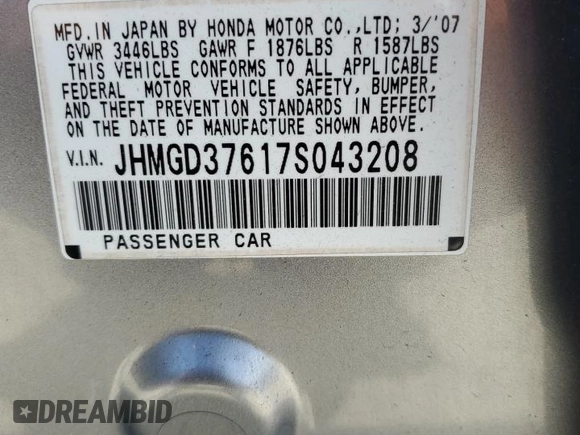 MFD.IN JAPAN BY HONDA MOTOR CO.,LTD; 3/'07
GVWR 3446LBS GAWR F 1876LBS R 1587LBS
THIS VEHICLE CONFORMS TO ALL APPLICABLE
FEDERAL MOTOR VEHICLE SAFETY, BUMPER,
AND THEFT PREVENTION STANDARDS IN EFFECT
ON THE DATE OF MANUFACTURE SHOWN ABOVE.
V.I.N. JHMGD37617S043208
PASSENGER CAR
DREAMBID